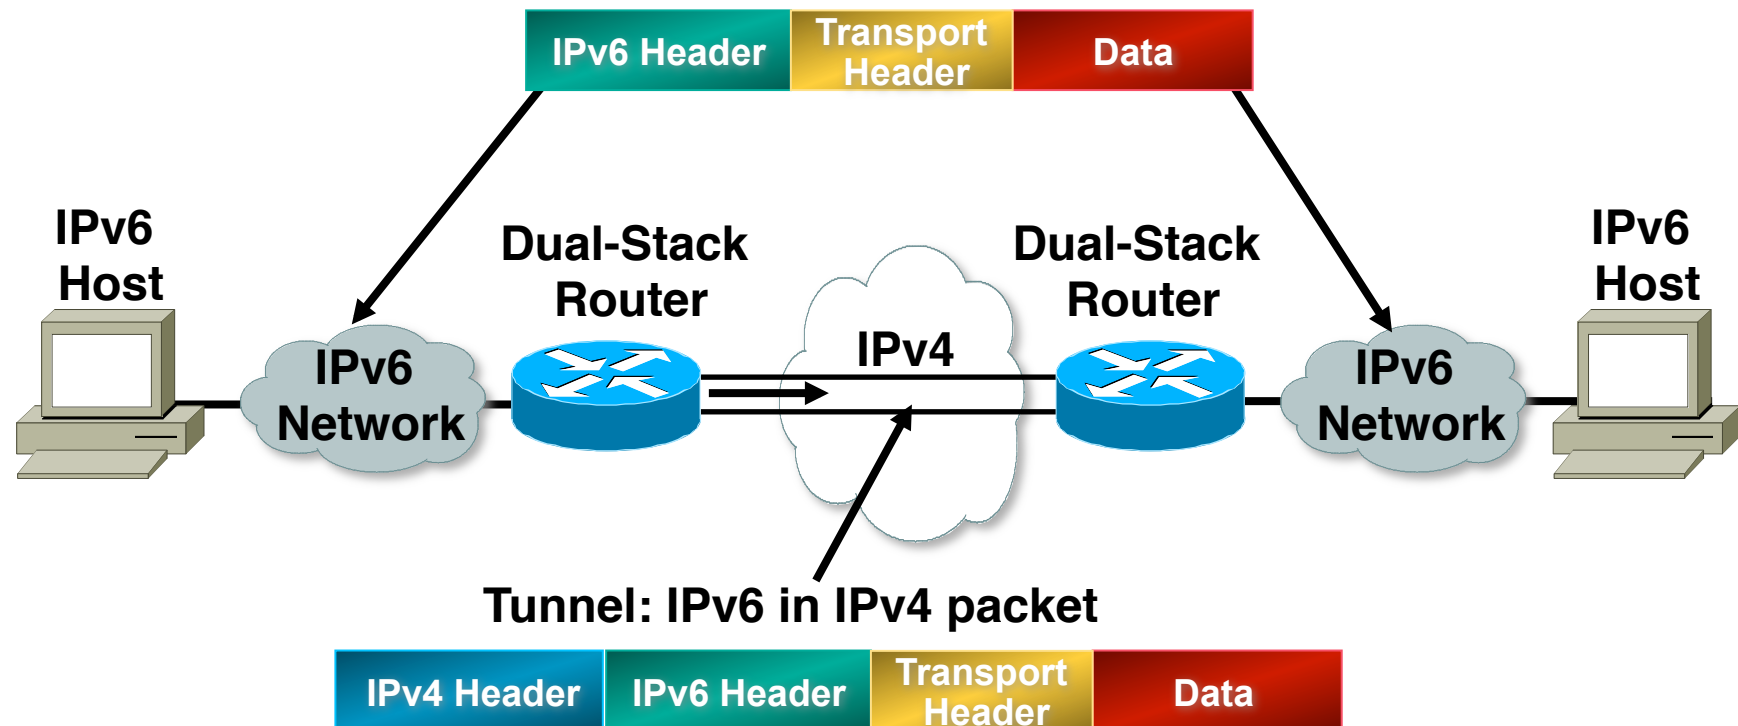 IPv6 Header
Transport
Header
Data
IPv6
Host
Dual-Stack
Router
IPv4
Dual-Stack
Router
IPv6
Host
IPv6
Network
IPv6
Network
Tunnel: IPv6 in IPv4 packet
IPv4 Header
IPv6 Header
Transport
Header
Data